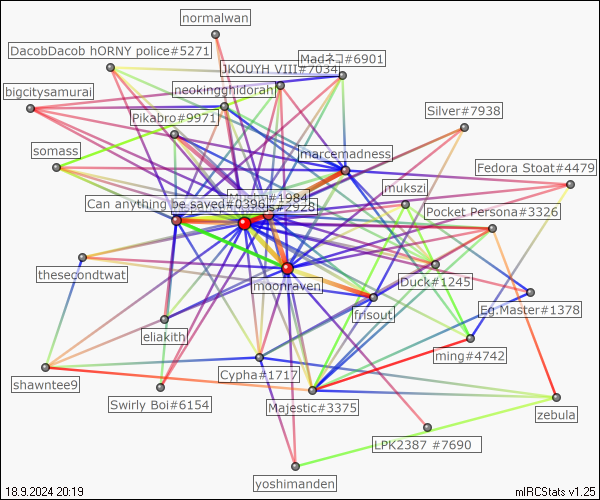 normalwan
DacobDacob hORNY police#5271
Madネコ#6901
JKOUYH VIII#7034
bigcitysamurai
neokingghidorah
Pikabro#9971
Silver#7938
somass
marcemadness
Fedora Stoat#4479
mukszi
#1984
Can anything be saved#0396
#2928
Pocket Persona#3326
thesecondtwat
moonraven
Duck#1245
frisout
Eg.Master#1378
eliakith
ming#4742
shawntee9
Cypha#1717
Swirly Boi#6154
Majestic#3375
zebula
LPK2387 #7690
yoshimanden
18.9.2024 20:19
mIRCStats v1.25